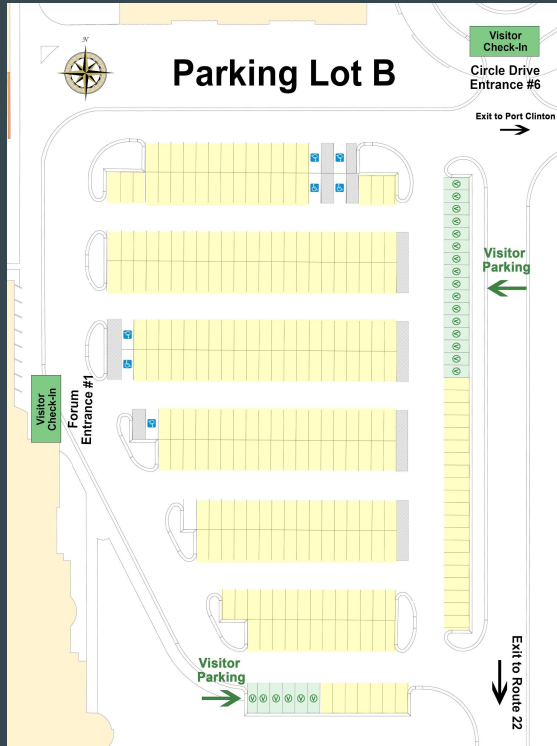 N
Parking Lot B
Visitor
Check-In
Circle Drive
Entrance #6
Exit to Port Clinton
Visitor
Parking
Visitor
Check-In
Forum
Entrance #1
Visitor
Parking
Exit to Route 22